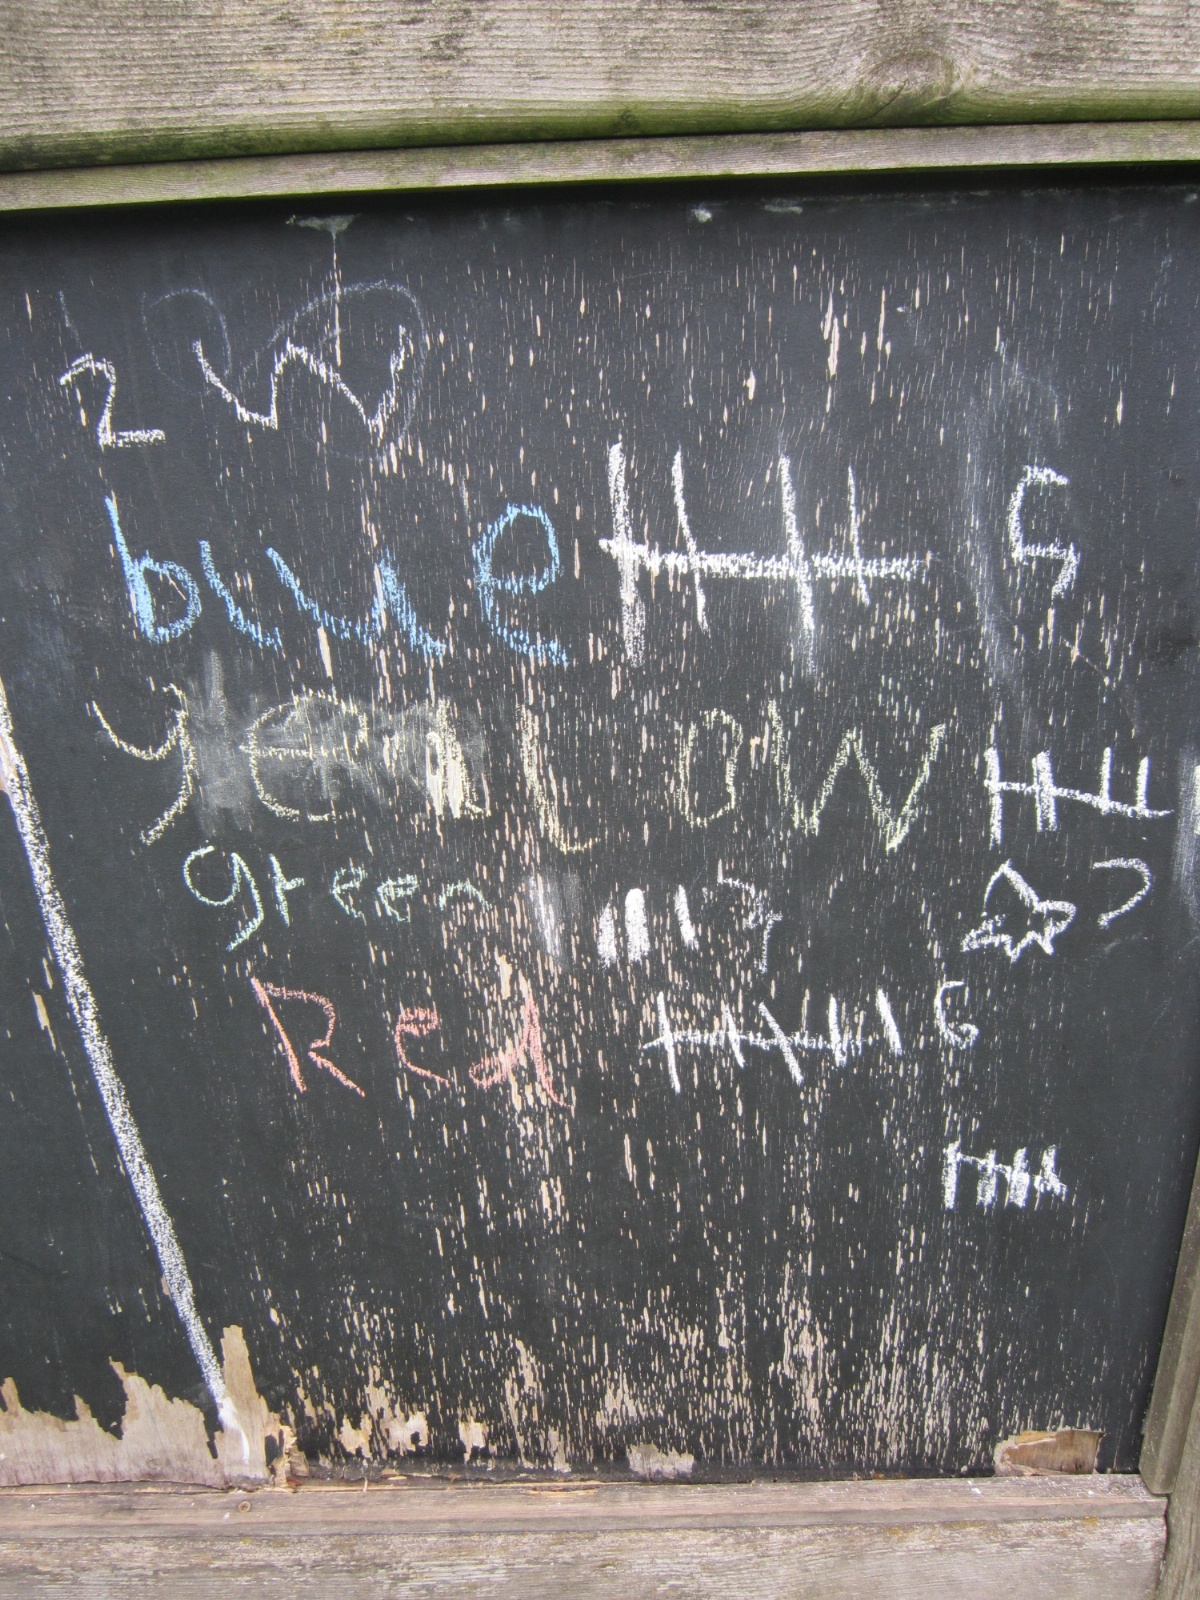 2 W
blue 5
yellow
green
Red 6